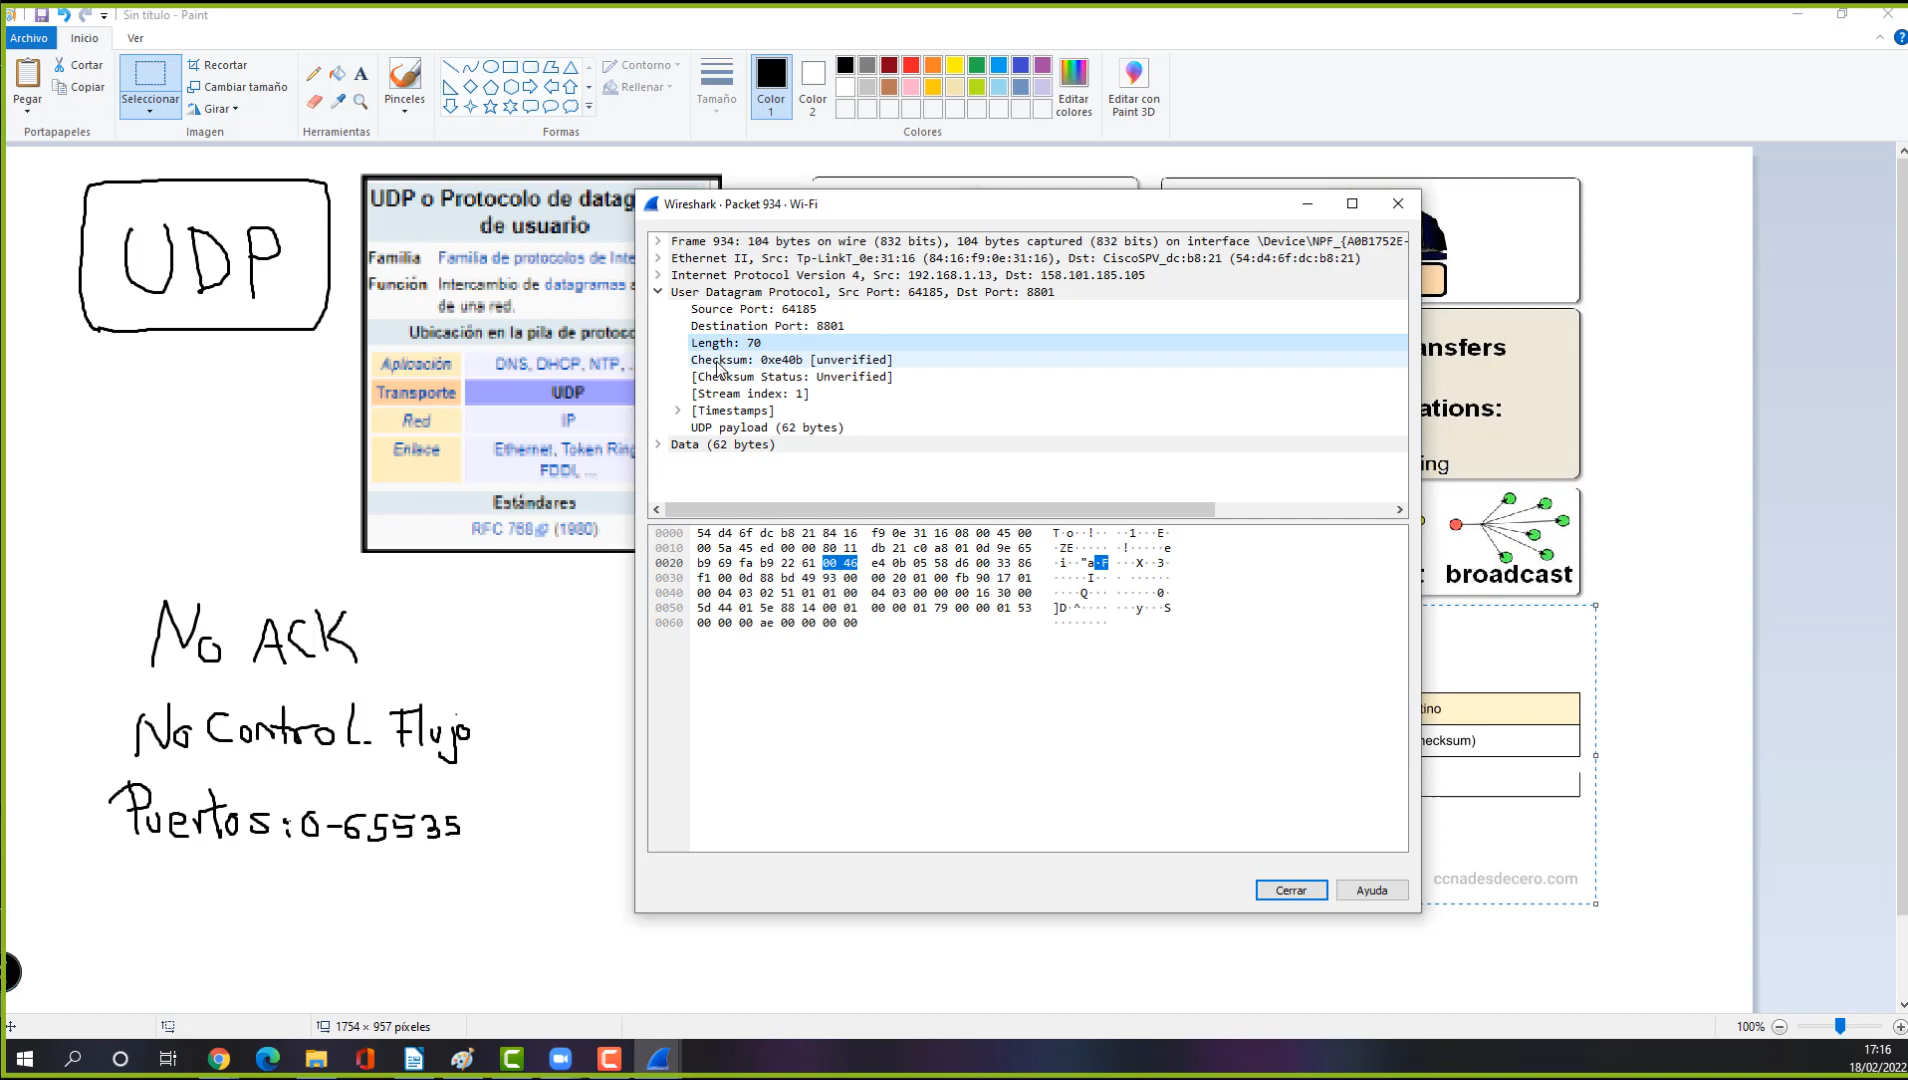 Sin título - Paint
Archivo
Inicio
Ver
Pegar
Cortar
Copiar
Portapapeles
Seleccionar
Recortar
Cambiar tamaño
Girar
Imagen
A
Herramientas
Pinceles
Contorno
Rellenar
Formas
Tamaño
Color 1
Color 2
Colores
Editar colores
Editar con Paint 3D
UDP
UDP o Protocolo de datag
de usuario
Familia Familia de protocolos de Inte
Función Intercambio de datagramas a
de una red.
Ubicación en la pila de protoco
Aplicación DNS, DHCP, NTP, ...
Transporte UDP
Red IP
Enlace Ethernet, Token Ring
FDDI, ...
Estándares
RFC 768 (1980)
No ACK
No Control Flujo
Puertos: 0-65535
Wireshark · Packet 934 · Wi-Fi
Frame 934: 104 bytes on wire (832 bits), 104 bytes captured (832 bits) on interface \Device\NPF_{A0B1752E-
Ethernet II, Src: Tp-LinkT_0e:31:16 (84:16:f9:0e:31:16), Dst: CiscoSPV_dc:b8:21 (54:d4:6f:dc:b8:21)
Internet Protocol Version 4, Src: 192.168.1.13, Dst: 158.101.185.105
User Datagram Protocol, Src Port: 64185, Dst Port: 8801
Source Port: 64185
Destination Port: 8801
Length: 70
Checksum: 0xe40b [unverified]
[Checksum Status: Unverified]
[Stream index: 1]
[Timestamps]
UDP payload (62 bytes)
Data (62 bytes)
0000 54 d4 6f dc b8 21 84 16 f9 0e 31 16 08 00 45 00 T·o··!·· ··1···E·
0010 00 5a 45 ed 00 00 80 11 db 21 c0 a8 01 0d 9e 65 ·ZE····· ·!·····e
0020 b9 69 fa b9 22 61 00 46 e4 0b 05 58 d6 00 33 86 ·i··"a·F ···X··3·
0030 f1 00 0d 88 bd 49 93 00 00 20 01 00 fb 90 17 01 ·····I·· · ······
0040 00 04 03 02 51 01 01 00 04 03 00 00 00 16 30 00 ····Q··· ······0·
0050 5d 44 01 5e 88 14 00 01 00 00 01 79 00 00 01 53 ]D·^···· ···y···S
0060 00 00 00 ae 00 00 00 00 ········
Cerrar
Ayuda
ansfers
ations:
ing
broadcast
tino
hecksum)
ccnadesdecero.com
1754 × 957 píxeles
100%
17:16
18/02/2022